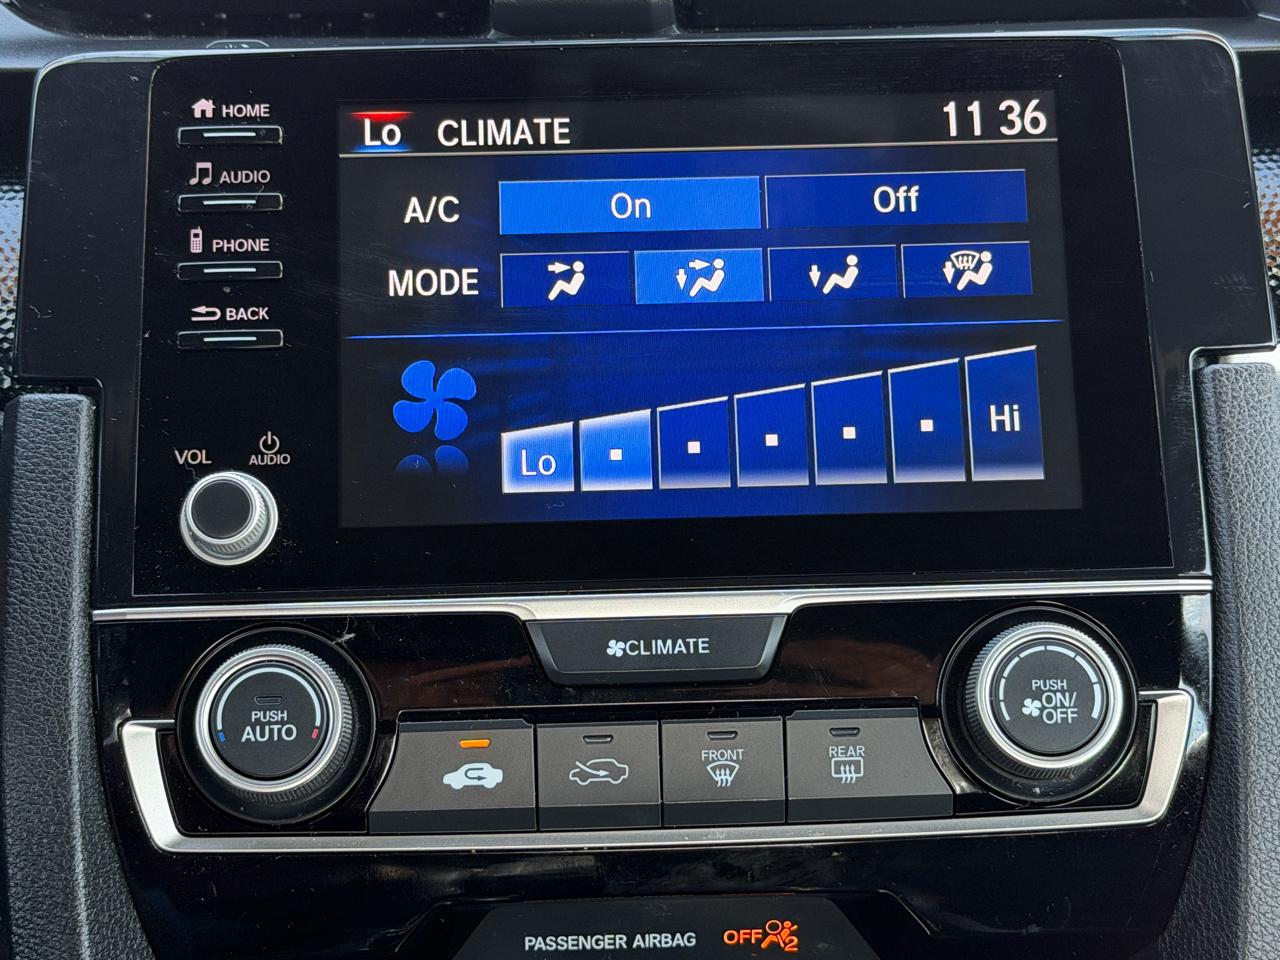 HOME
AUDIO
PHONE
BACK
VOL
AUDIO
Lo CLIMATE 11 36
A/C On Off
MODE
Lo Hi
CLIMATE
PUSH
AUTO
FRONT
REAR
PUSH
ON/
OFF
PASSENGER AIRBAG OFF 2